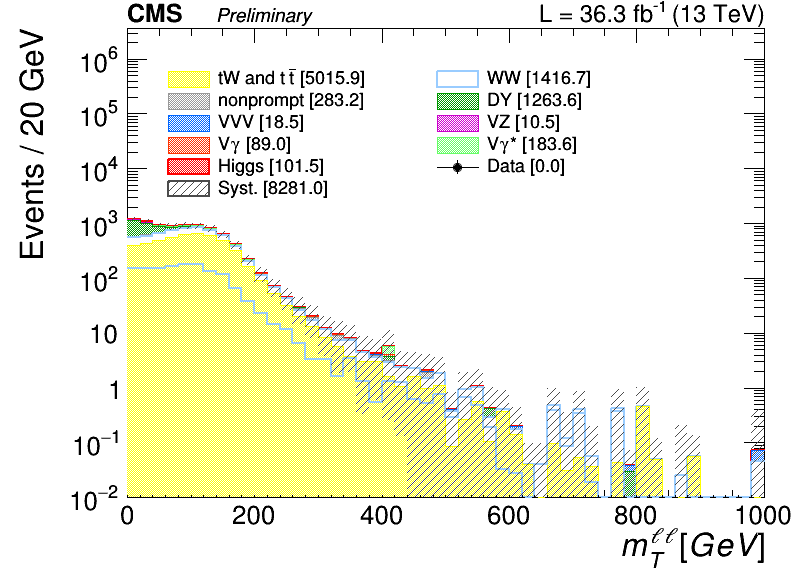 CMS Preliminary L = 36.3 fb⁻¹ (13 TeV)
Events / 20 GeV
10⁶
10⁵
10⁴
10³
10²
10
1
10⁻¹
10⁻²
tW and t t̄ [5015.9]
WW [1416.7]
nonprompt [283.2]
DY [1263.6]
VVV [18.5]
VZ [10.5]
Vγ [89.0]
Vγ* [183.6]
Higgs [101.5]
Data [0.0]
Syst. [8281.0]
0 200 400 600 800 1000
m_T^ℓℓ [GeV]